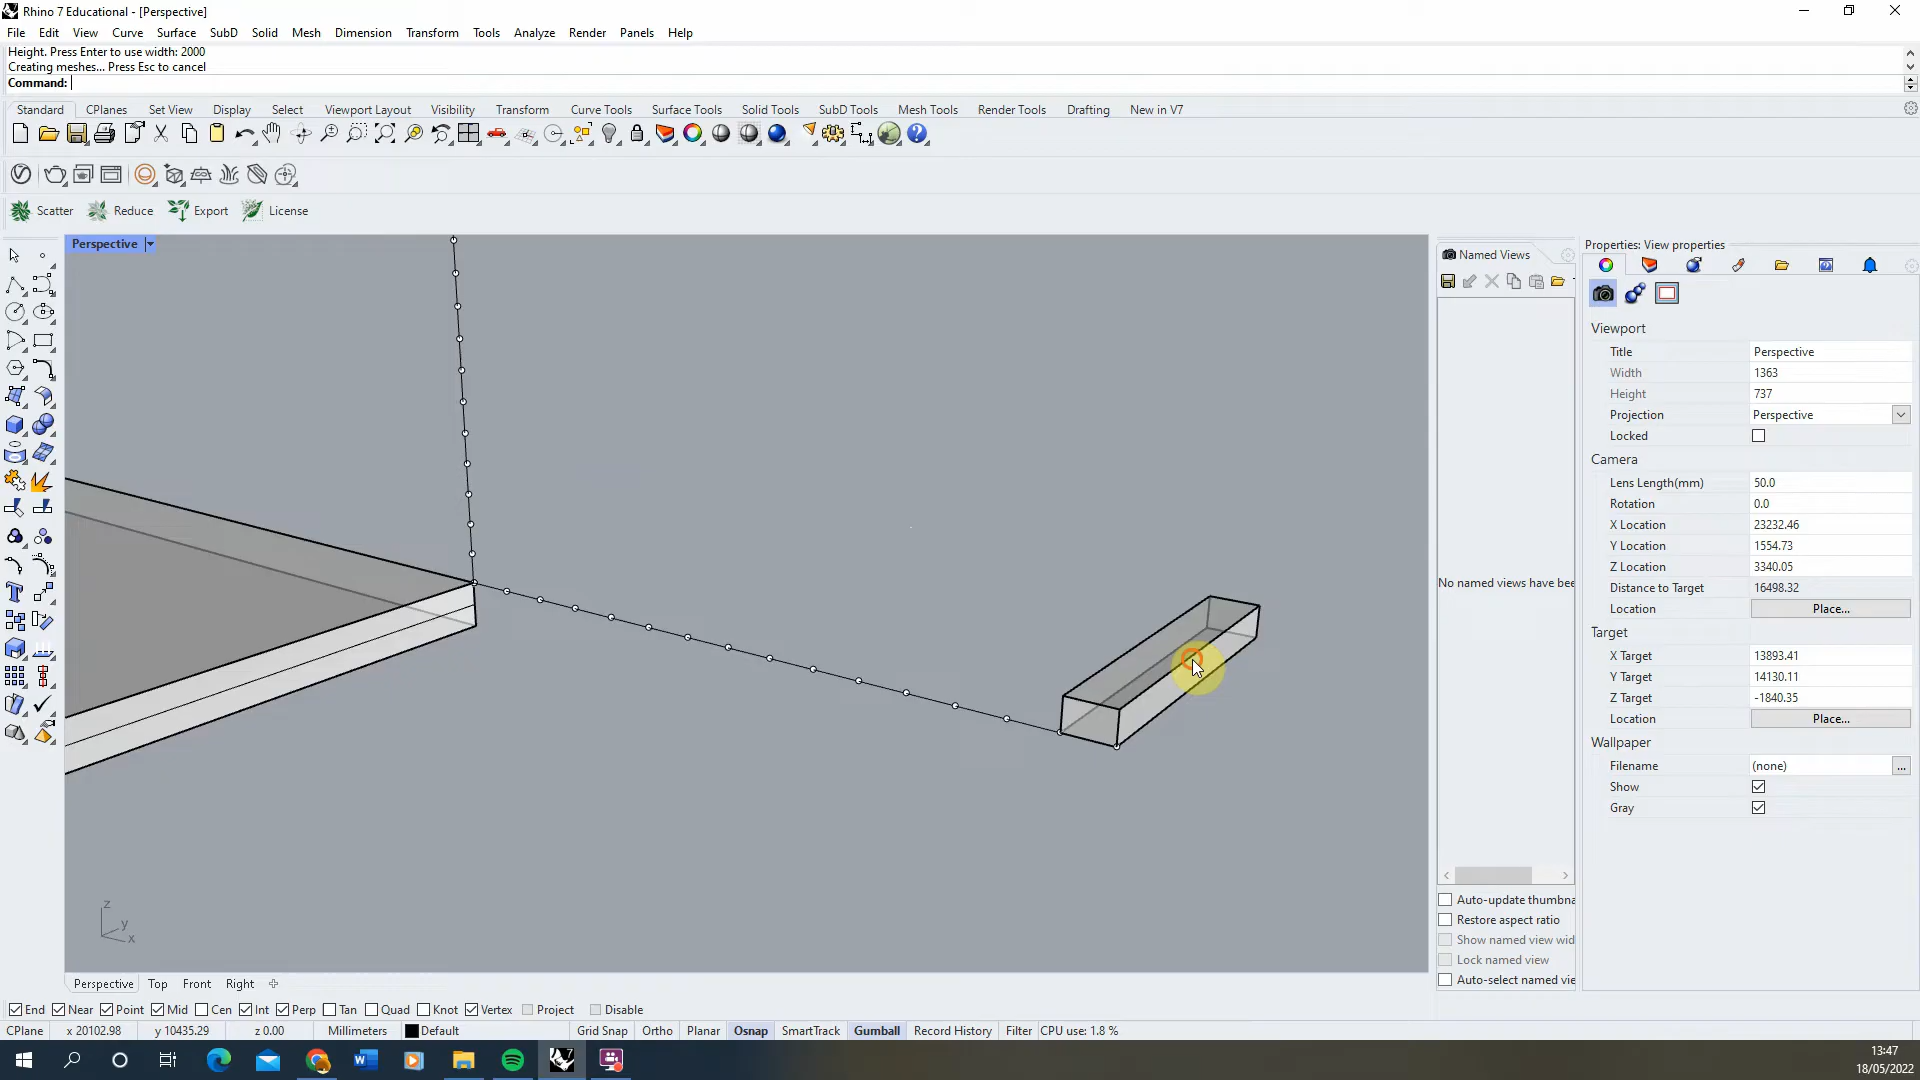 Rhino 7 Educational - [Perspective]
File Edit View Curve Surface SubD Solid Mesh Dimension Transform Tools Analyze Render Panels Help
Height. Press Enter to use width: 2000
Creating meshes... Press Esc to cancel
Command:
Standard CPlanes Set View Display Select Viewport Layout Visibility Transform Curve Tools Surface Tools Solid Tools SubD Tools Mesh Tools Render Tools Drafting New in V7
Scatter Reduce Export License
Perspective
Named Views
No named views have bee
Auto-update thumbna
Restore aspect ratio
Show named view wid
Lock named view
Auto-select named vie
Properties: View properties
Viewport
Title Perspective
Width 1363
Height 737
Projection Perspective
Locked
Camera
Lens Length(mm) 50.0
Rotation 0.0
X Location 23232.46
Y Location 1554.73
Z Location 3340.05
Distance to Target 16498.32
Location Place...
Target
X Target 13893.41
Y Target 14130.11
Z Target -1840.35
Location Place...
Wallpaper
Filename (none) ...
Show
Gray
z
y
x
Perspective Top Front Right
End Near Point Mid Cen Int Perp Tan Quad Knot Vertex Project Disable
CPlane x 20102.98 y 10435.29 z 0.00 Millimeters Default Grid Snap Ortho Planar Osnap SmartTrack Gumball Record History Filter CPU use: 1.8 %
13:47
18/05/2022